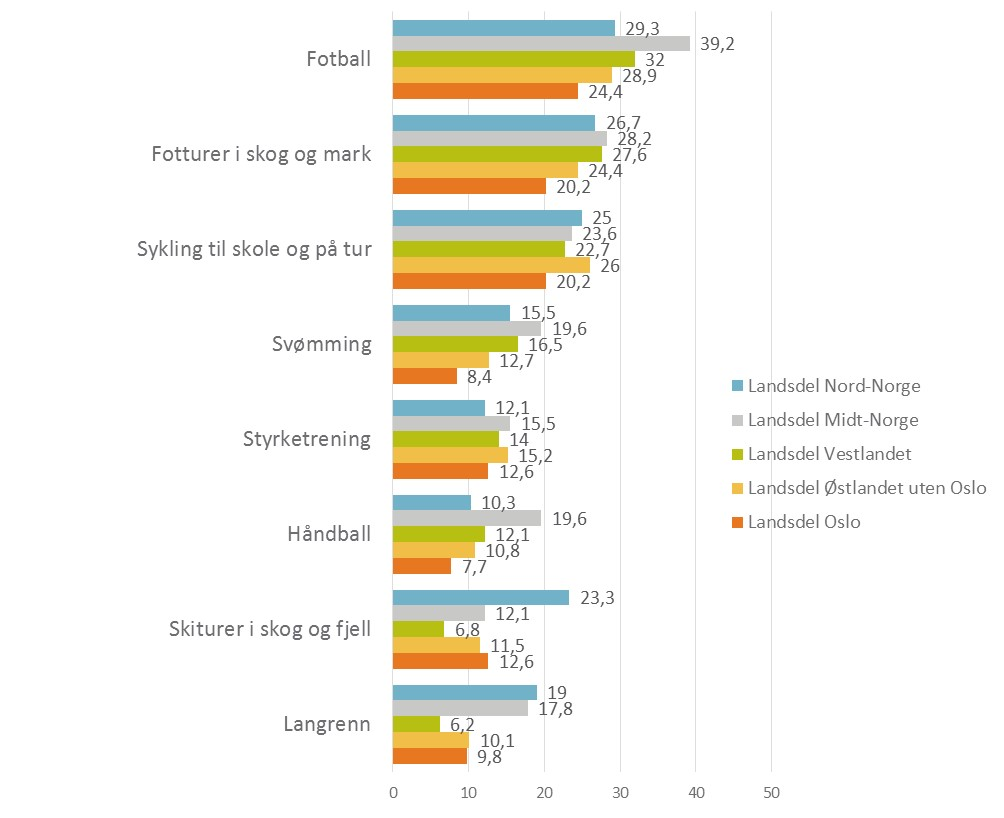 Fotball
29,3
39,2
32
28,9
24,4
Fotturer i skog og mark
26,7
28,2
27,6
24,4
20,2
Sykling til skole og på tur
25
23,6
22,7
26
20,2
Svømming
15,5
19,6
16,5
12,7
8,4
Styrketrening
12,1
15,5
14
15,2
12,6
Håndball
10,3
19,6
12,1
10,8
7,7
Skiturer i skog og fjell
23,3
12,1
6,8
11,5
12,6
Langrenn
19
17,8
6,2
10,1
9,8
0 10 20 30 40 50
Landsdel Nord-Norge
Landsdel Midt-Norge
Landsdel Vestlandet
Landsdel Østlandet uten Oslo
Landsdel Oslo